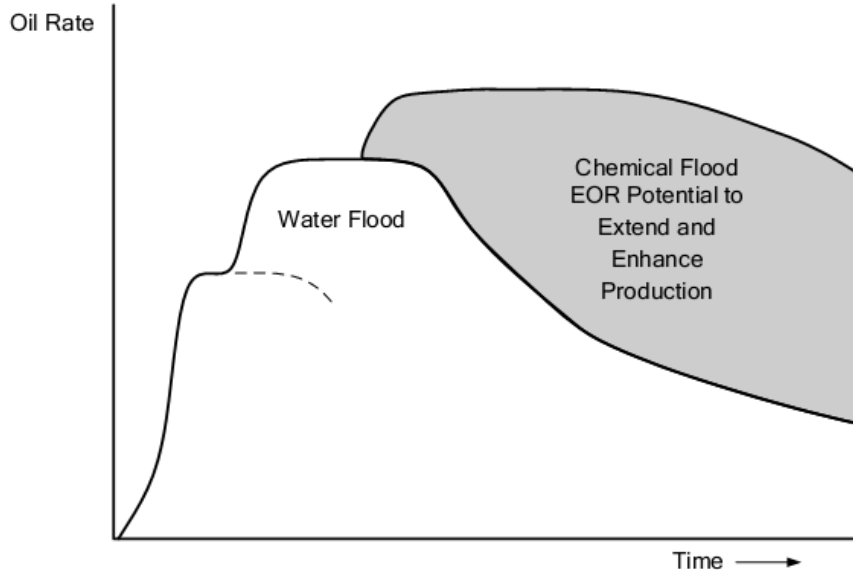 Oil Rate
Chemical Flood
EOR Potential to
Extend and
Enhance
Production
Water Flood
Time